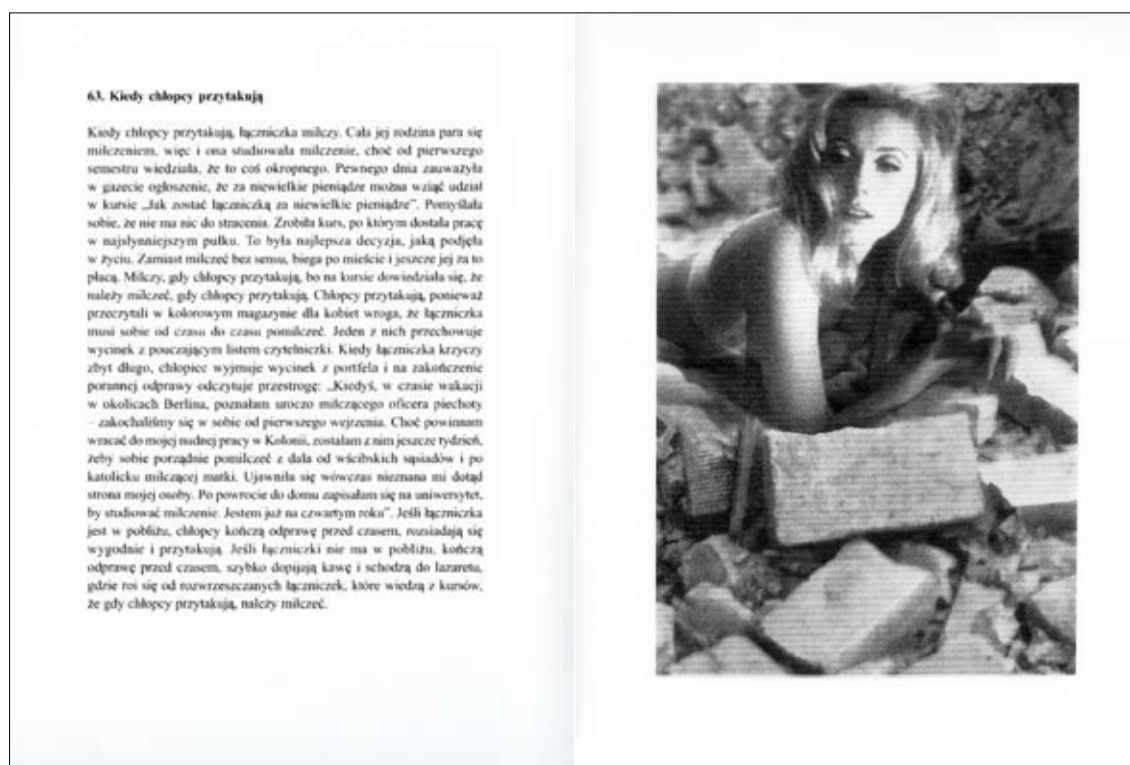 63. Kiedy chłopcy przytakują
Kiedy chłopcy przytakują, łączniczka milczy. Cała jej rodzina para się
milczeniem, więc i ona studiowała milczenie, choć od pierwszego
semestru wiedziała, że to coś okropnego. Pewnego dnia zauważyła
w gazecie ogłoszenie, że za niewielkie pieniądze można wziąć udział
w kursie „Jak zostać łączniczką za niewielkie pieniądze”. Pomyślała
sobie, że nie ma nic do stracenia. Zrobiła kurs, po którym dostała pracę
w najsłynniejszym pułku. To była najlepsza decyzja, jaką podjęła
w życiu. Zamiast milczeć bez sensu, biega po mieście i jeszcze jej za to
płacą. Milczy, gdy chłopcy przytakują, bo na kursie dowiedziała się, że
należy milczeć, gdy chłopcy przytakują. Chłopcy przytakują, ponieważ
przeczytali w kolorowym magazynie dla kobiet wroga, że łączniczka
musi sobie od czasu do czasu pomilczeć. Jeden z nich przechowuje
wycinek z pouczającym listem czytelniczki. Kiedy łączniczka krzyczy
zbyt długo, chłopiec wyjmuje wycinek z portfela i na zakończenie
porannej odprawy odczytuje przestrogę: „Kiedyś, w czasie wakacji
w okolicach Berlina, poznałam uroczo milczącego oficera piechoty
– zakochaliśmy się w sobie od pierwszego wejrzenia. Choć powinnam
wracać do mojej nudnej pracy w Kolonii, zostałam z nim jeszcze tydzień,
żeby sobie porządnie pomilczeć z dala od wścibskich sąsiadów i po
katolicku milczącej matki. Ujawniła się wówczas nieznana mi dotąd
strona mojej osoby. Po powrocie do domu zapisałam się na uniwersytet,
by studiować milczenie. Jestem już na czwartym roku”. Jeśli łączniczka
jest w pobliżu, chłopcy kończą odprawę przed czasem, rozsiadają się
wygodnie i przytakują. Jeśli łączniczki nie ma w pobliżu, kończą
odprawę przed czasem, szybko dopijają kawę i schodzą do lazaretu,
gdzie roi się od rozwrzeszczanych łączniczek, które wiedzą z kursów,
że gdy chłopcy przytakują, należy milczeć.